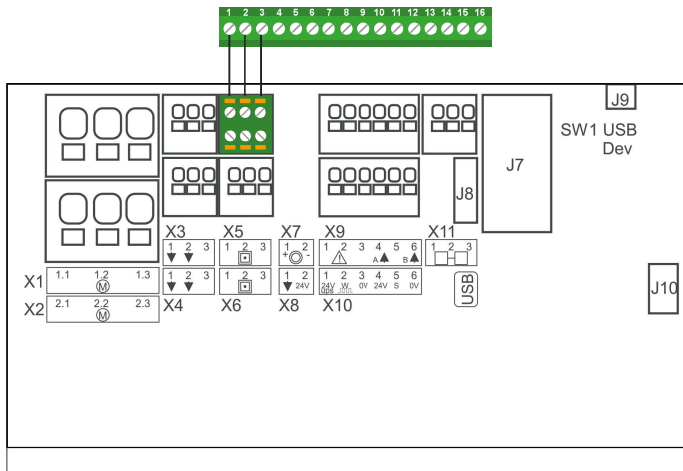 1 2 3 4 5 6 7 8 9 10 11 12 13 14 15 16
J9
SW1 USB
Dev
J7
J8
X3 X5 X7 X9 X11
1 2 3 1 2 3 1 2 1 2 3 4 5 6 1 2 3
+ - A B
X1 1.1 1.2 1.3
M
1 2 3 1 2 3 1 2 1 2 3 4 5 6
24V 24V W 0V 24V S 0V
ups
X4 X6 X8 X10
USB
J10
X2 2.1 2.2 2.3
M